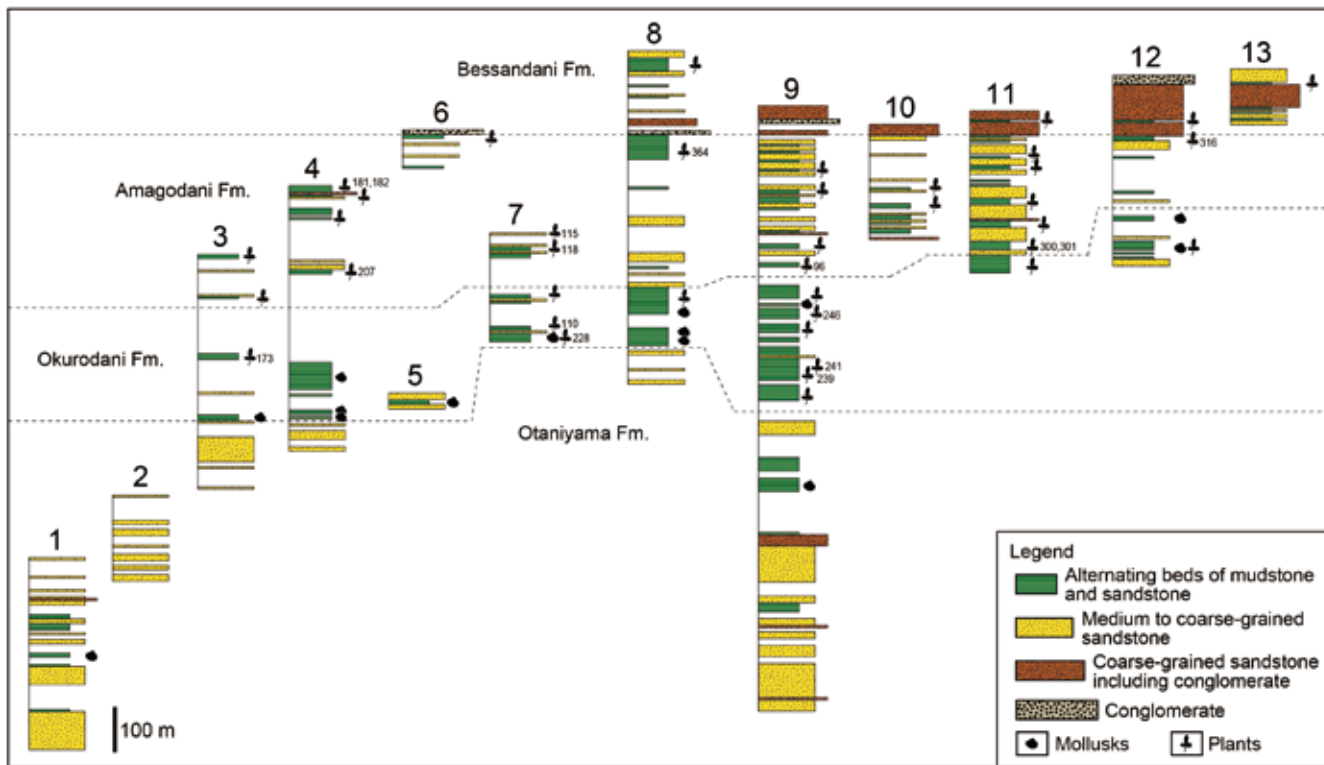 8
Bessandani Fm.
12
13
9
10
11
6
364
316
4
Amagodani Fm.
181,182
7
3
115
118
300,301
207
96
110
246
Okurodani Fm.
173
228
5
241
239
Otaniyama Fm.
2
1
Legend
Alternating beds of mudstone
and sandstone
Medium to coarse-grained
sandstone
Coarse-grained sandstone
including conglomerate
Conglomerate
100 m
Mollusks
Plants